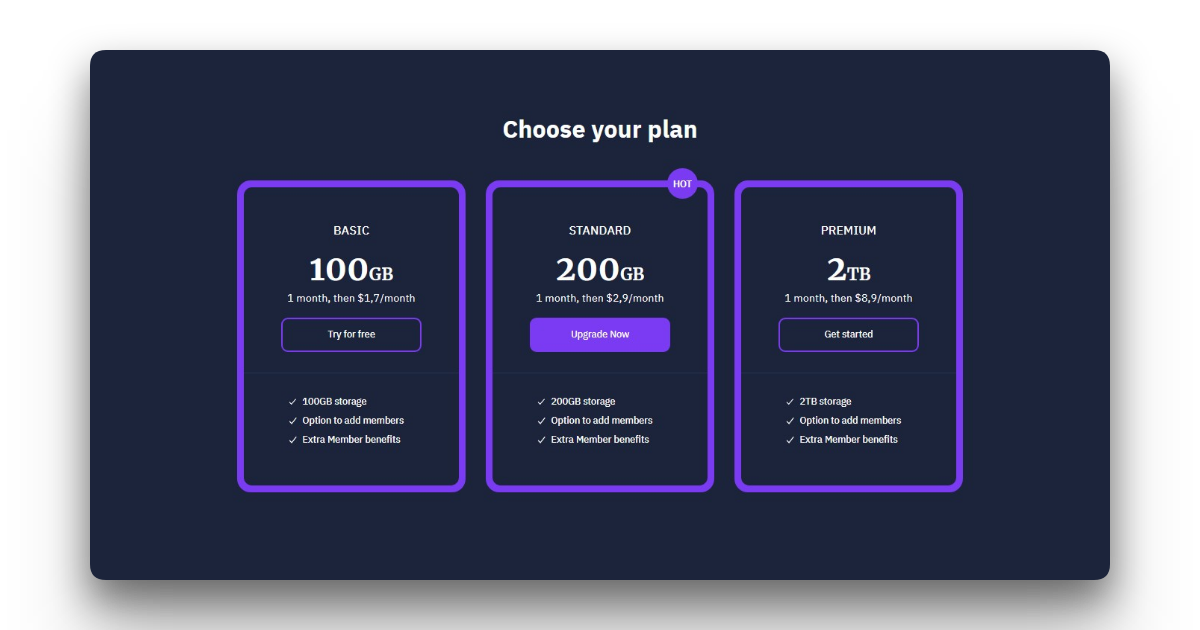 Choose your plan
HOT
BASIC
100GB
1 month, then $1,7/month
Try for free
100GB storage
Option to add members
Extra Member benefits
STANDARD
200GB
1 month, then $2,9/month
Upgrade Now
200GB storage
Option to add members
Extra Member benefits
PREMIUM
2TB
1 month, then $8,9/month
Get started
2TB storage
Option to add members
Extra Member benefits